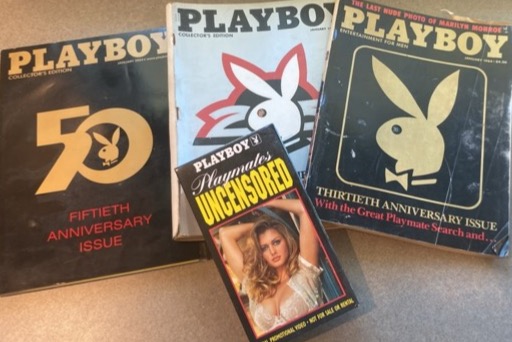 PLAYBOY
COLLECTOR'S EDITION
50
FIFTIETH
ANNIVERSARY
ISSUE
PLAYBOY
COLLECTOR'S EDITION
THE LAST NUDE PHOTO OF MARILYN MONROE
PLAYBOY
ENTERTAINMENT FOR MEN
THIRTIETH ANNIVERSARY ISSUE
With the Great Playmate Search and
PLAYBOY
Playmates
UNCENSORED
PROMOTIONAL VIDEO • NOT FOR SALE OR RENTAL